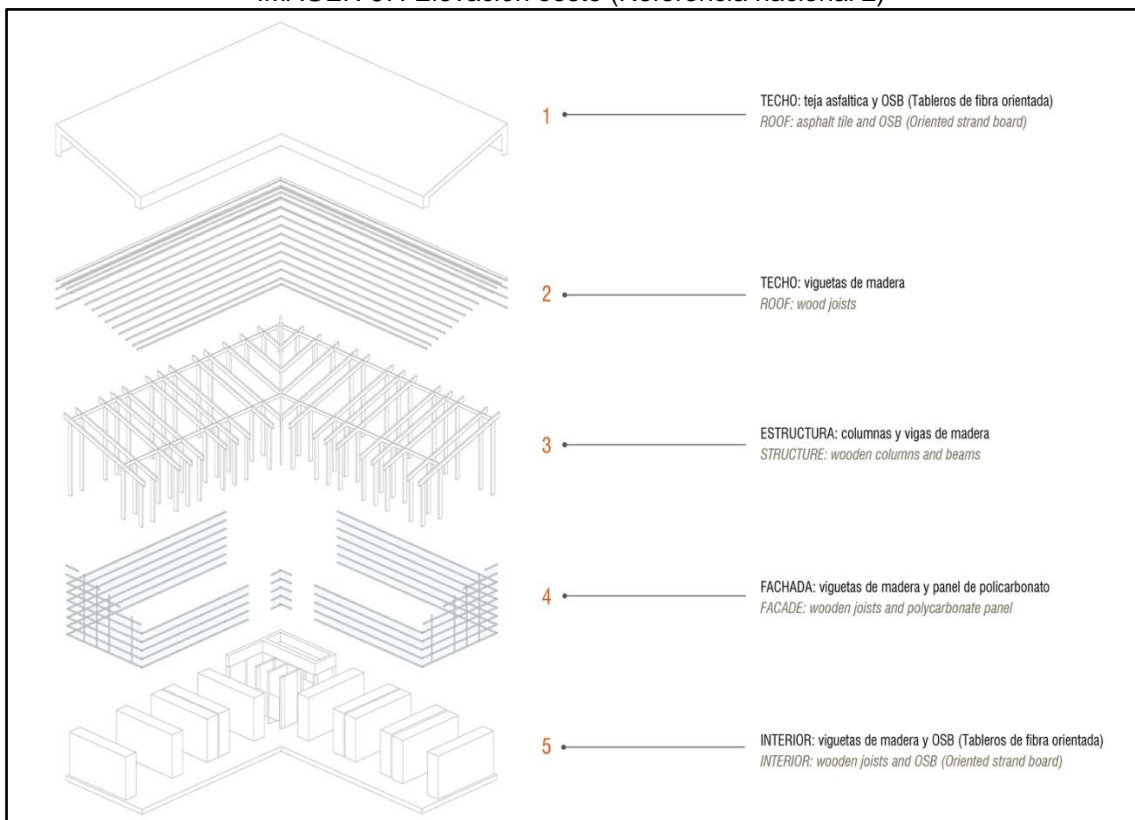 1
TECHO: teja asfaltica y OSB (Tableros de fibra orientada)
ROOF: asphalt tile and OSB (Oriented strand board)
2
TECHO: viguetas de madera
ROOF: wood joists
3
ESTRUCTURA: columnas y vigas de madera
STRUCTURE: wooden columns and beams
4
FACHADA: viguetas de madera y panel de policarbonato
FACADE: wooden joists and polycarbonate panel
5
INTERIOR: viguetas de madera y OSB (Tableros de fibra orientada)
INTERIOR: wooden joists and OSB (Oriented strand board)